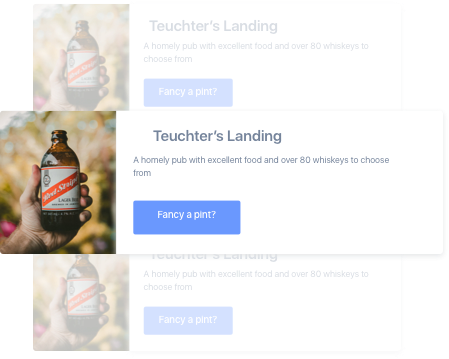 Teuchter's Landing
A homely pub with excellent food and over 80 whiskeys to
choose from
Fancy a pint?
Teuchter's Landing
A homely pub with excellent food and over 80 whiskeys to choose
from
Fancy a pint?
Teuchter's Landing
A homely pub with excellent food and over 80 whiskeys to
choose from
Fancy a pint?